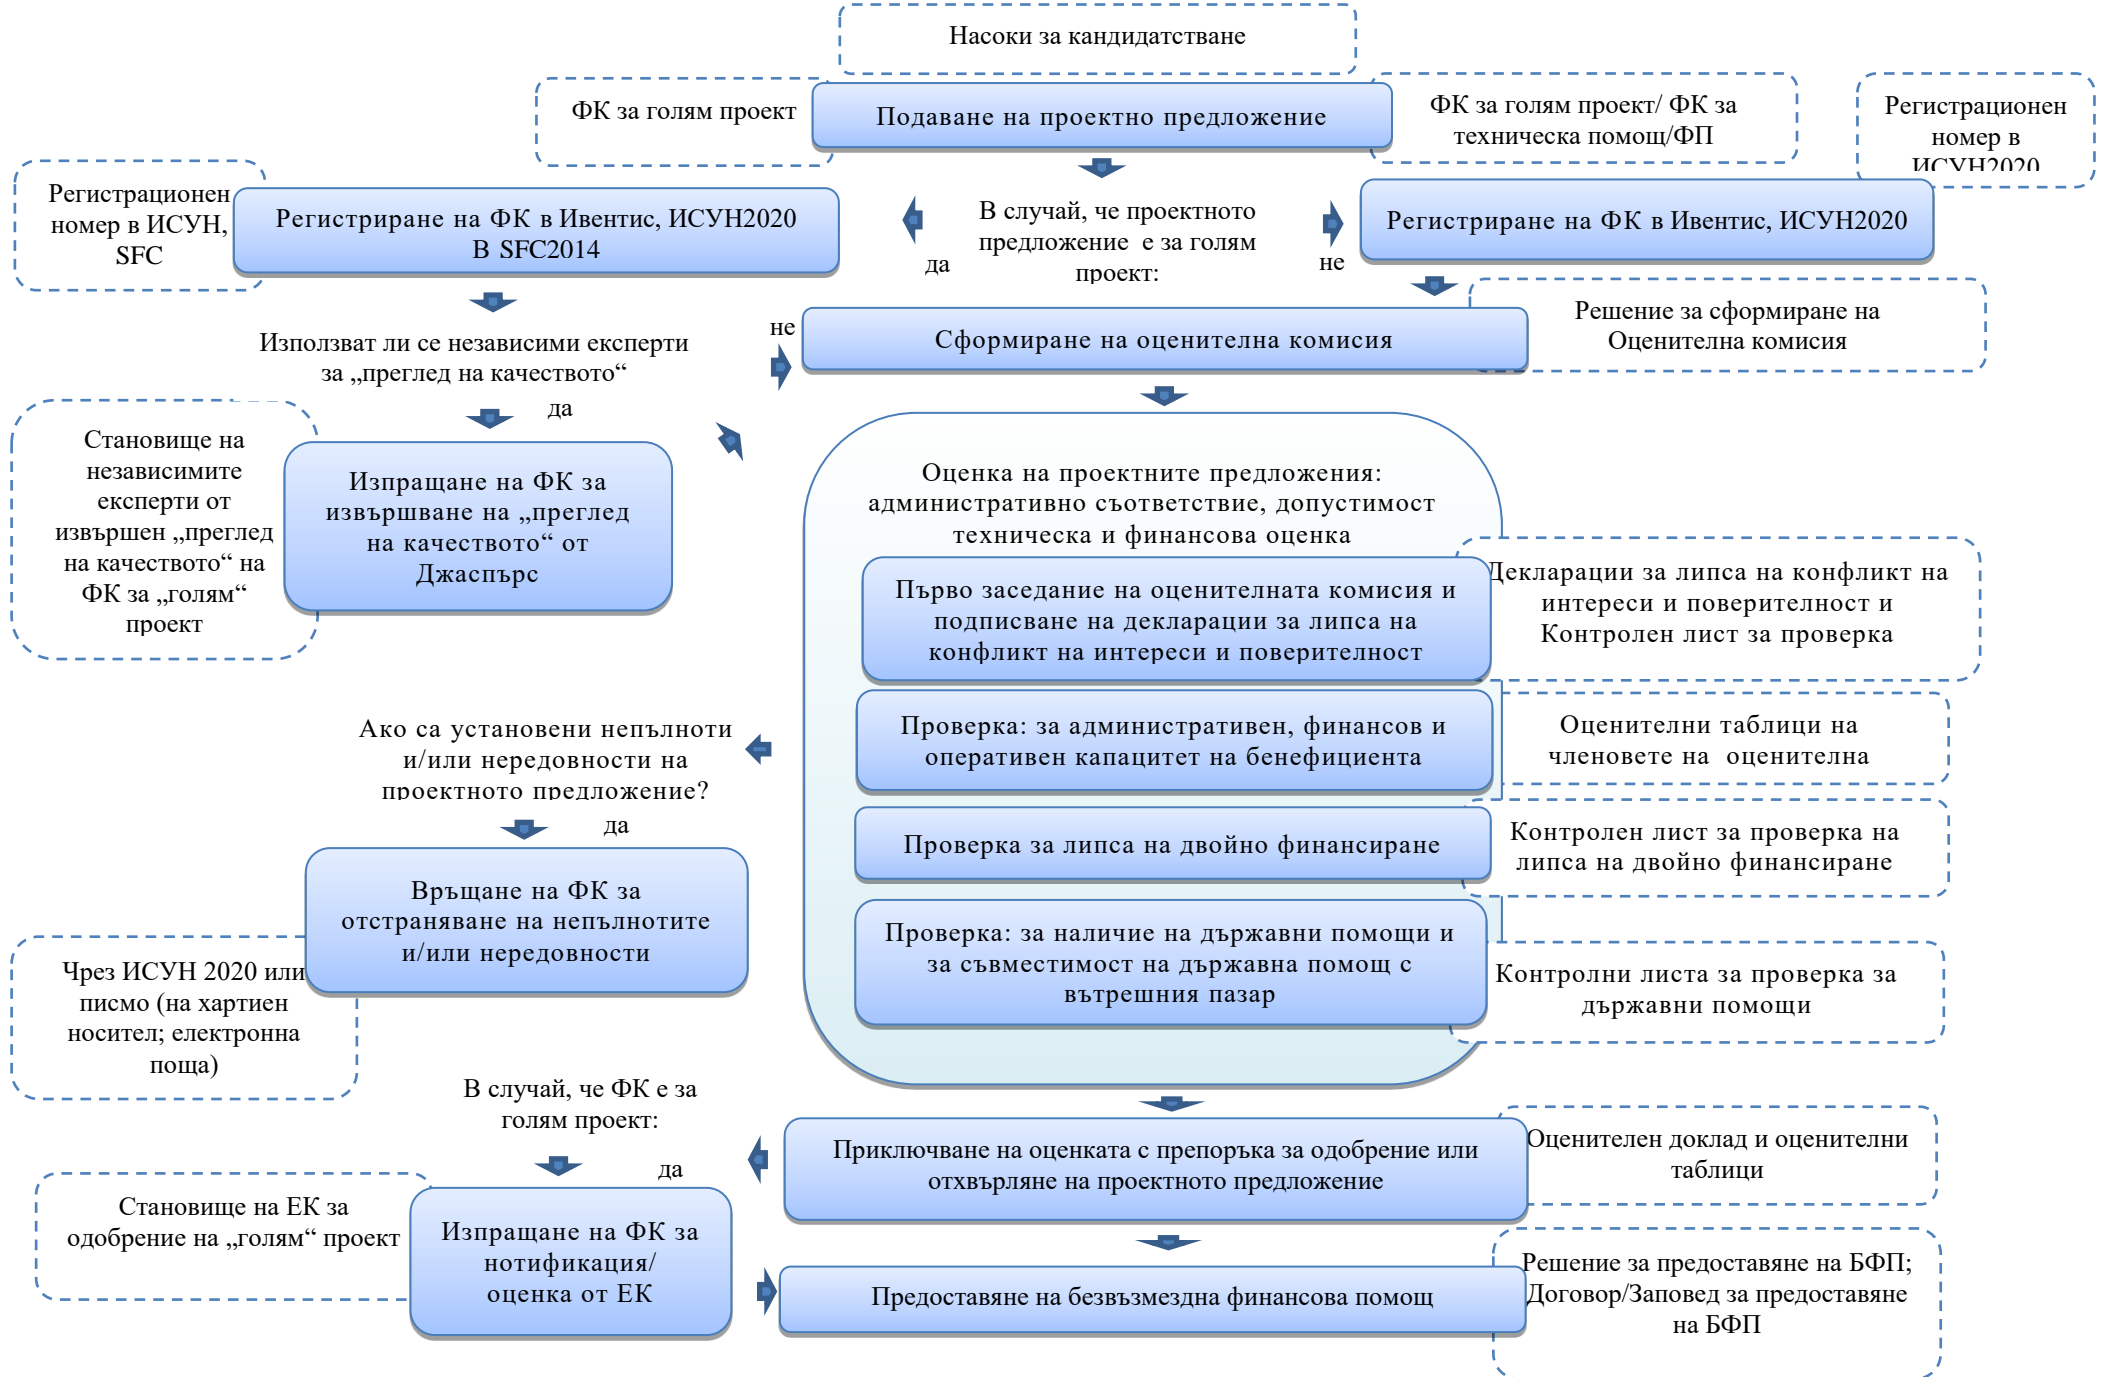 Насоки за кандидатстване
ФК за голям проект
Подаване на проектно предложение
ФК за голям проект/ ФК за
техническа помощ/ФП
Регистрационен
номер в
ИСУН2020
Регистрационен
номер в ИСУН,
SFC
Регистриране на ФК в Ивентис, ИСУН2020
В SFC2014
да
В случай, че проектното
предложение е за голям
проект:
не
Регистриране на ФК в Ивентис, ИСУН2020
Използват ли се независими експерти
за „преглед на качеството“
не
да
Сформиране на оценителна комисия
Решение за сформиране на
Оценителна комисия
Становище на
независимите
експерти от
извършен „преглед
на качеството“ на
ФК за „голям“
проект
Изпращане на ФК за
извършване на „преглед
на качеството“ от
Джаспърс
Оценка на проектните предложения:
административно съответствие, допустимост
техническа и финансова оценка
Първо заседание на оценителната комисия и
подписване на декларации за липса на
конфликт на интереси и поверителност
Декларации за липса на конфликт на
интереси и поверителност и
Контролен лист за проверка
Проверка: за административен, финансов и
оперативен капацитет на бенефициента
Оценителни таблици на
членовете на оценителна
Проверка за липса на двойно финансиране
Контролен лист за проверка на
липса на двойно финансиране
Проверка: за наличие на държавни помощи и
за съвместимост на държавна помощ с
вътрешния пазар
Контролни листа за проверка за
държавни помощи
Ако са установени непълноти
и/или нередовности на
проектното предложение?
да
Връщане на ФК за
отстраняване на непълнотите
и/или нередовности
Чрез ИСУН 2020 или
писмо (на хартиен
носител; електронна
поща)
В случай, че ФК е за
голям проект:
да
Приключване на оценката с препоръка за одобрение или
отхвърляне на проектното предложение
Оценителен доклад и оценителни
таблици
Становище на ЕК за
одобрение на „голям“ проект
Изпращане на ФК за
нотификация/
оценка от ЕК
Предоставяне на безвъзмездна финансова помощ
Решение за предоставяне на БФП;
Договор/Заповед за предоставяне
на БФП